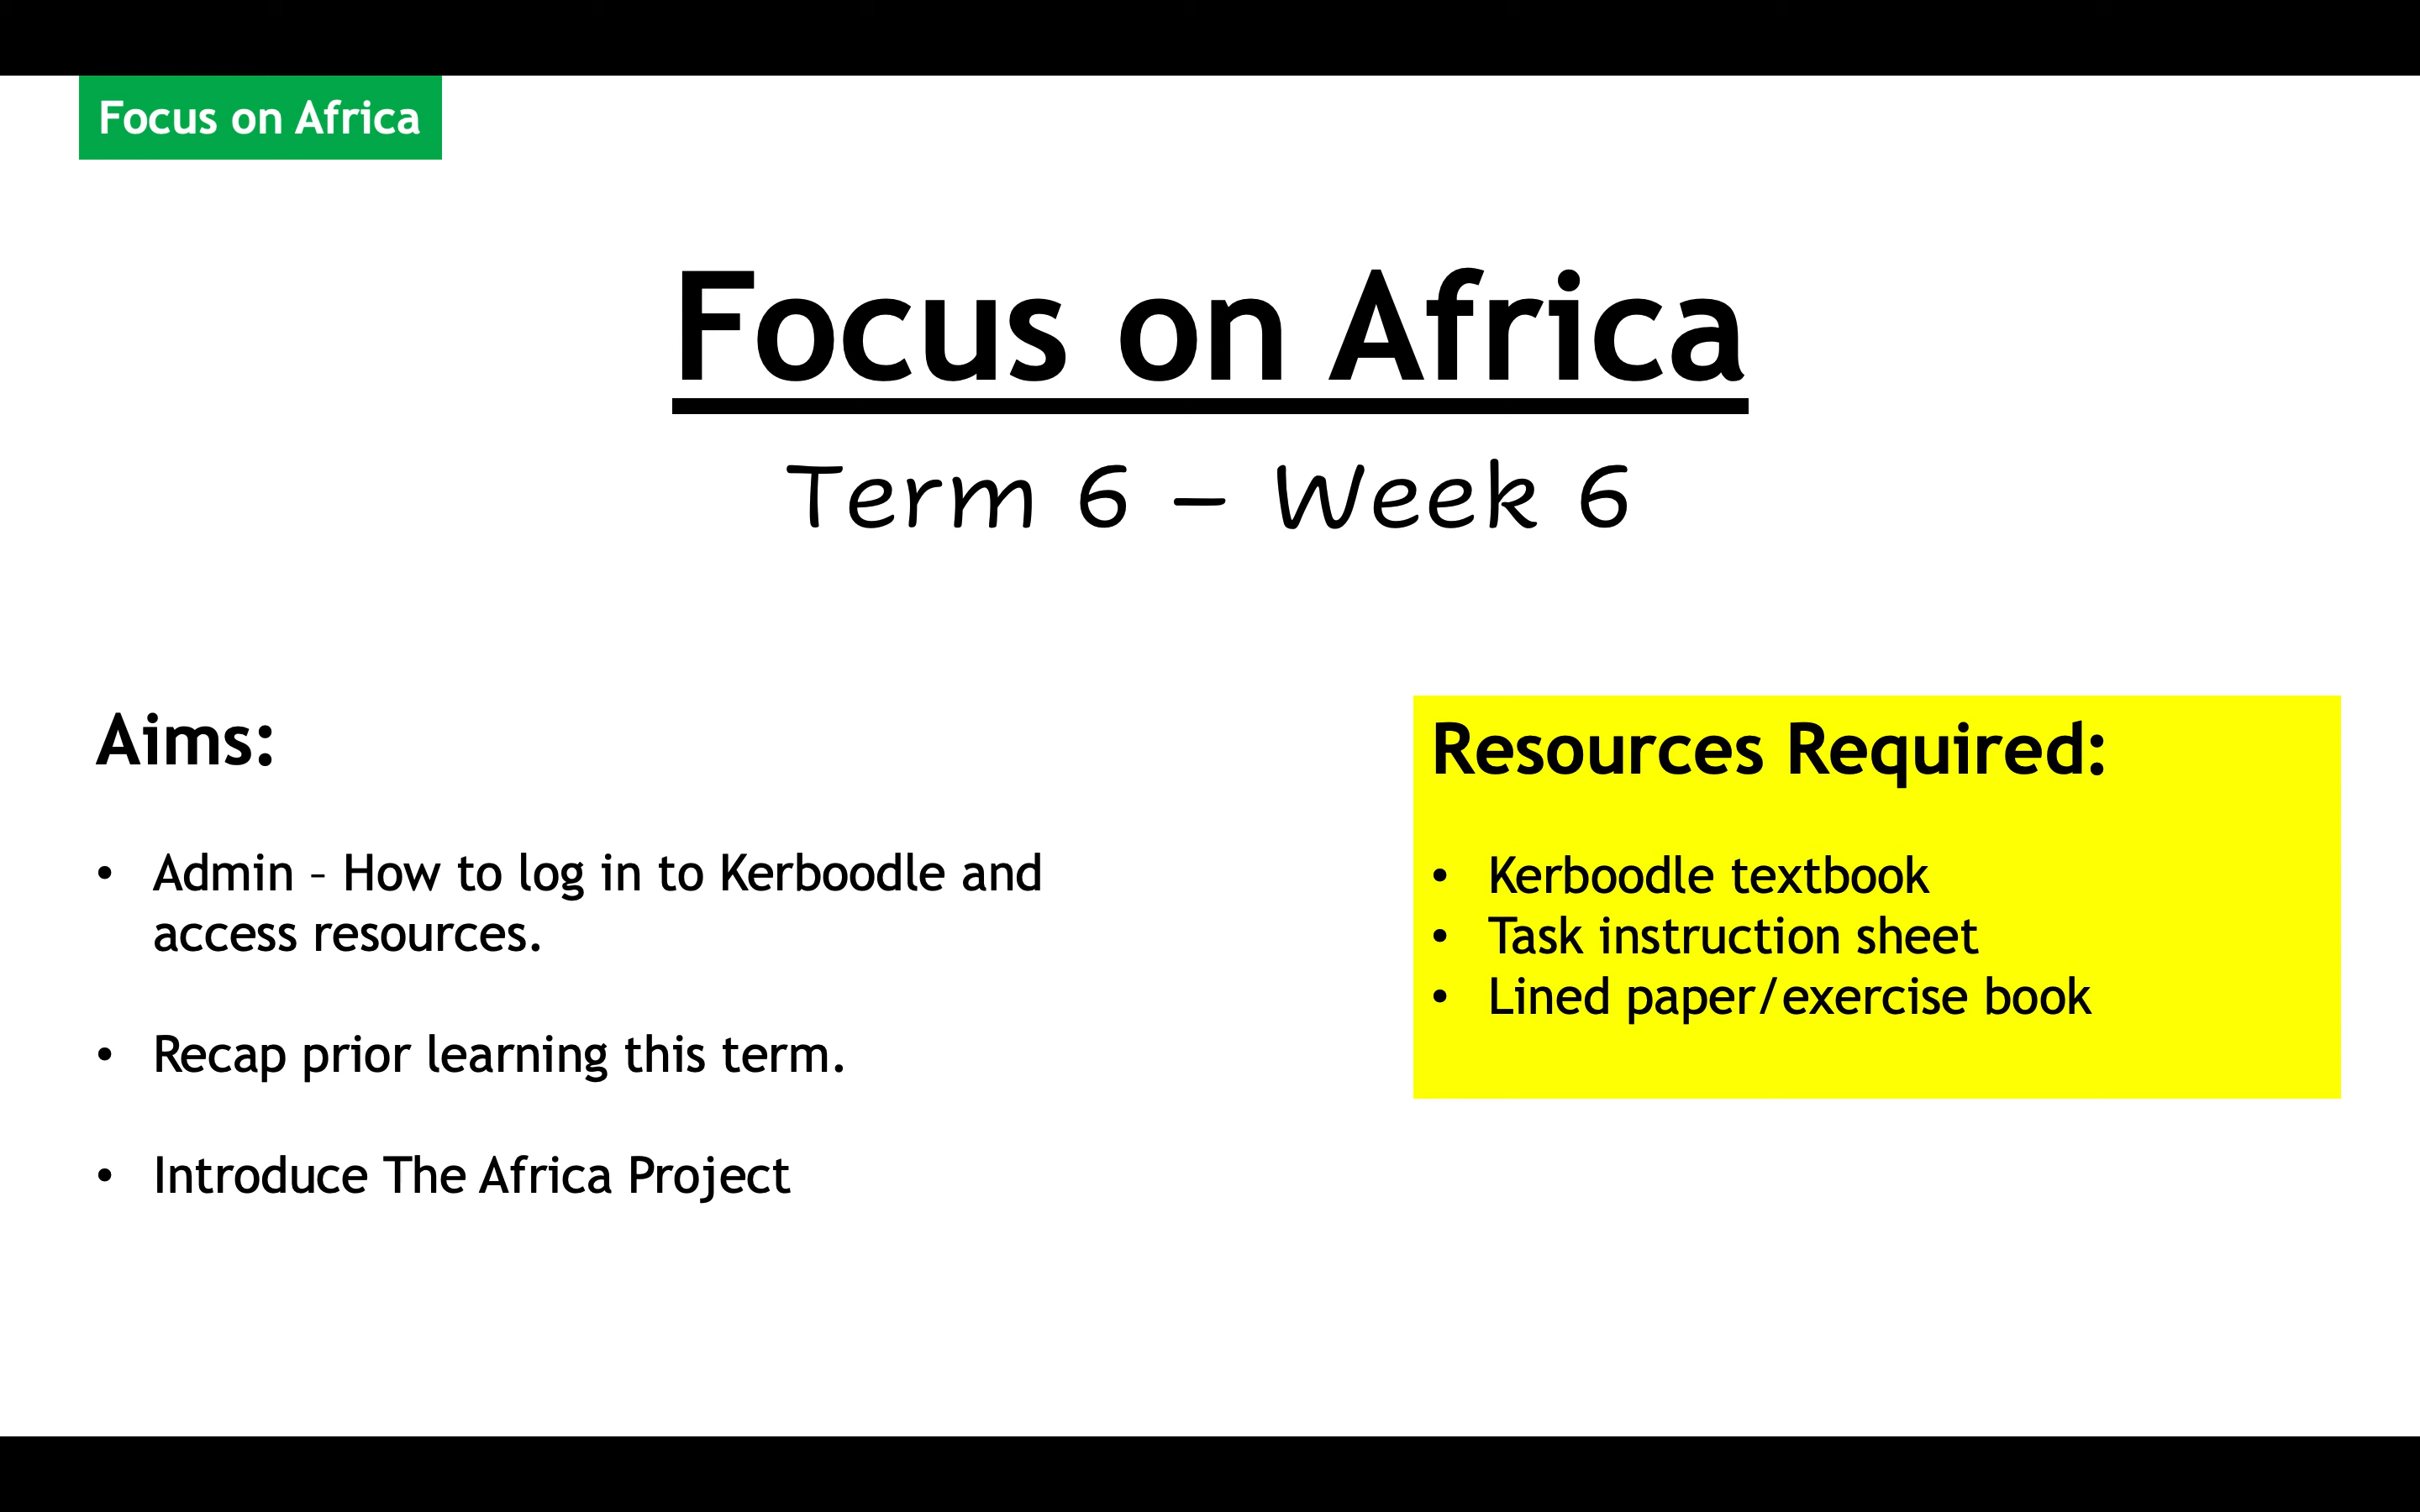 Focus on Africa
Focus on Africa
Term 6 – Week 6
Aims:
• Admin – How to log in to Kerboodle and
access resources.
• Recap prior learning this term.
• Introduce The Africa Project
Resources Required:
• Kerboodle textbook
• Task instruction sheet
• Lined paper/exercise book